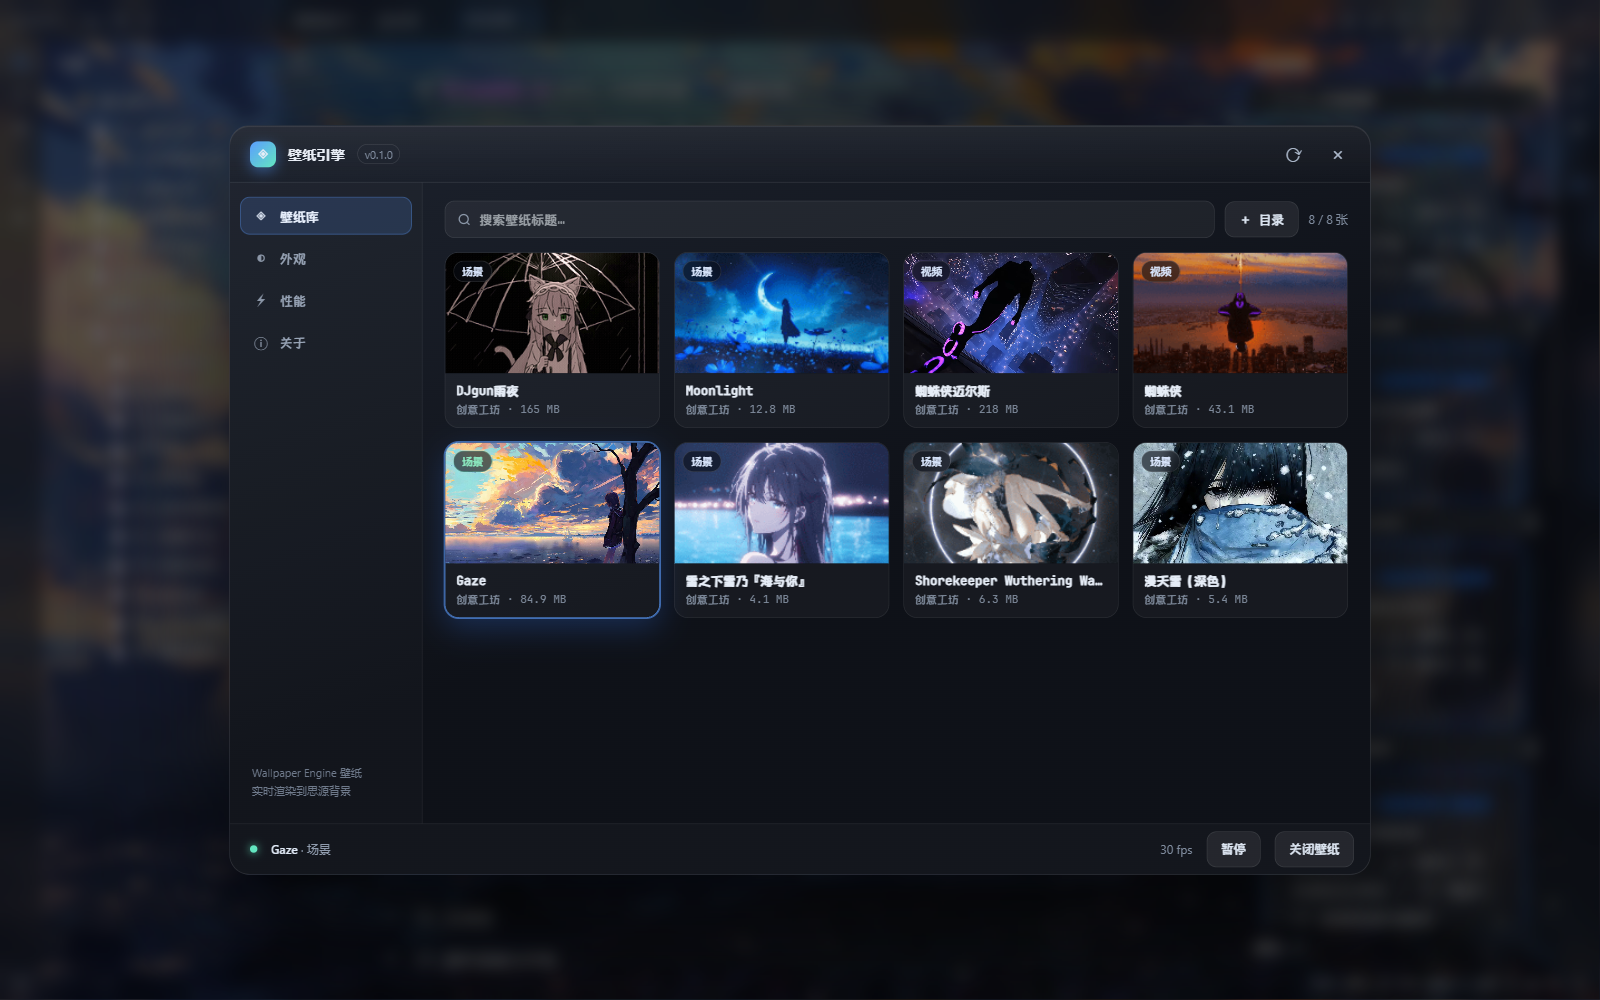 壁纸引擎 v0.1.0
壁纸库
外观
性能
关于
Wallpaper Engine 壁纸
实时渲染到思源背景
搜索壁纸标题…
+ 目录
8 / 8 张
场景
DJgun雨夜
创意工坊 · 165 MB
场景
Moonlight
创意工坊 · 12.8 MB
视频
蜘蛛侠迈尔斯
创意工坊 · 218 MB
视频
蜘蛛侠
创意工坊 · 43.1 MB
场景
Gaze
创意工坊 · 84.9 MB
场景
雪之下雪乃『海与你』
创意工坊 · 4.1 MB
场景
Shorekeeper Wuthering Wa…
创意工坊 · 6.3 MB
场景
漫天雪(深色)
创意工坊 · 5.4 MB
Gaze · 场景
30 fps
暂停
关闭壁纸